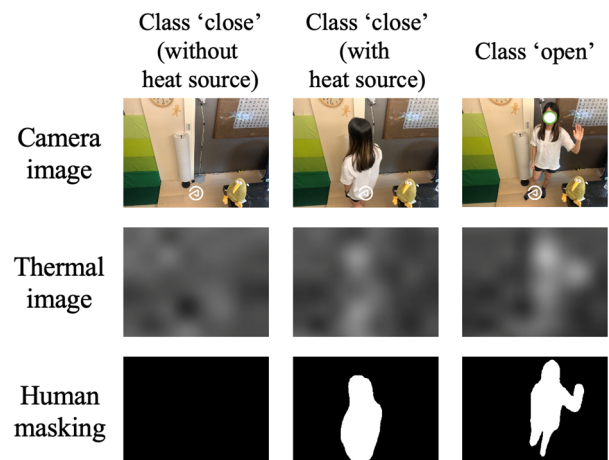 Class ‘close’
(without
heat source)
Class ‘close’
(with
heat source)
Class ‘open’
Camera
image
Thermal
image
Human
masking